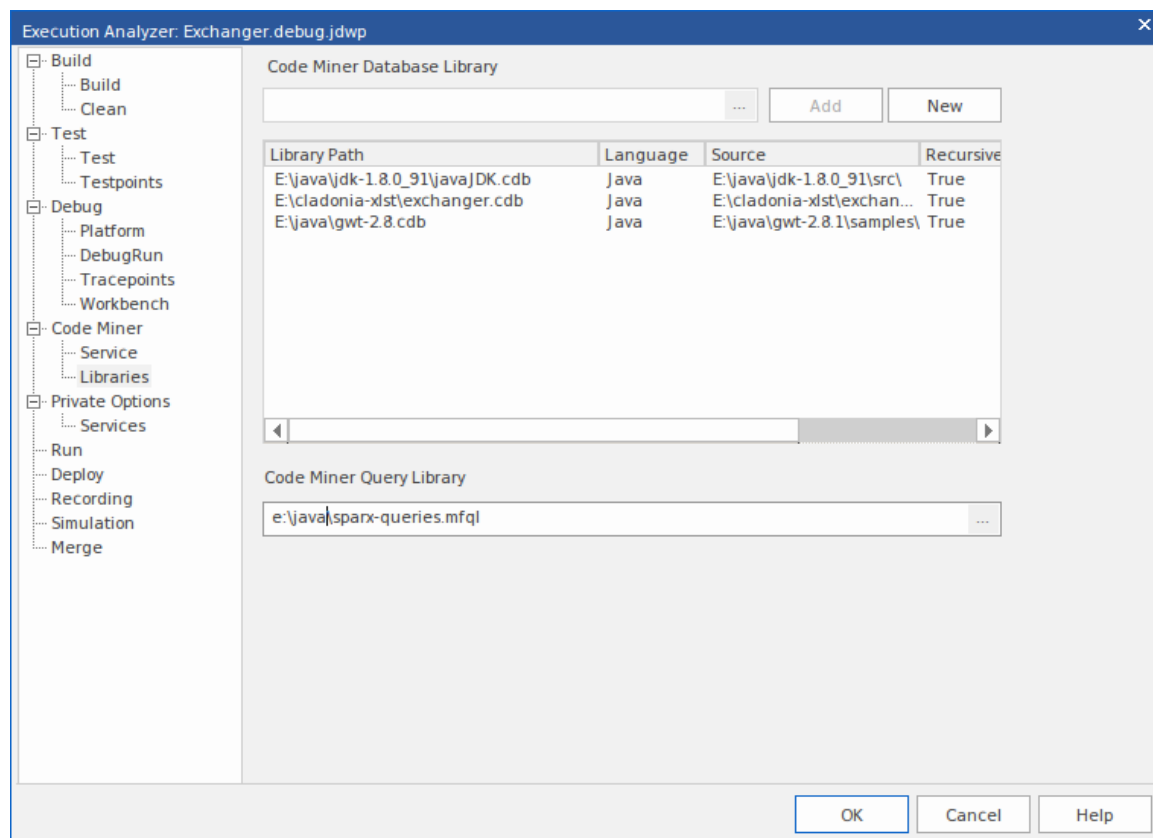 Execution Analyzer: Exchanger.debug.jdwp
Build
Build
Clean
Test
Test
Testpoints
Debug
Platform
DebugRun
Tracepoints
Workbench
Code Miner
Service
Libraries
Private Options
Services
Run
Deploy
Recording
Simulation
Merge
Code Miner Database Library
... Add New
Library Path Language Source Recursive
E:\java\jdk-1.8.0_91\javaJDK.cdb Java E:\java\jdk-1.8.0_91\src\ True
E:\cladonia-xlst\exchanger.cdb Java E:\cladonia-xlst\exchan... True
E:\java\gwt-2.8.cdb Java E:\java\gwt-2.8.1\samples\ True
Code Miner Query Library
e:\java\sparx-queries.mfql ...
OK Cancel Help